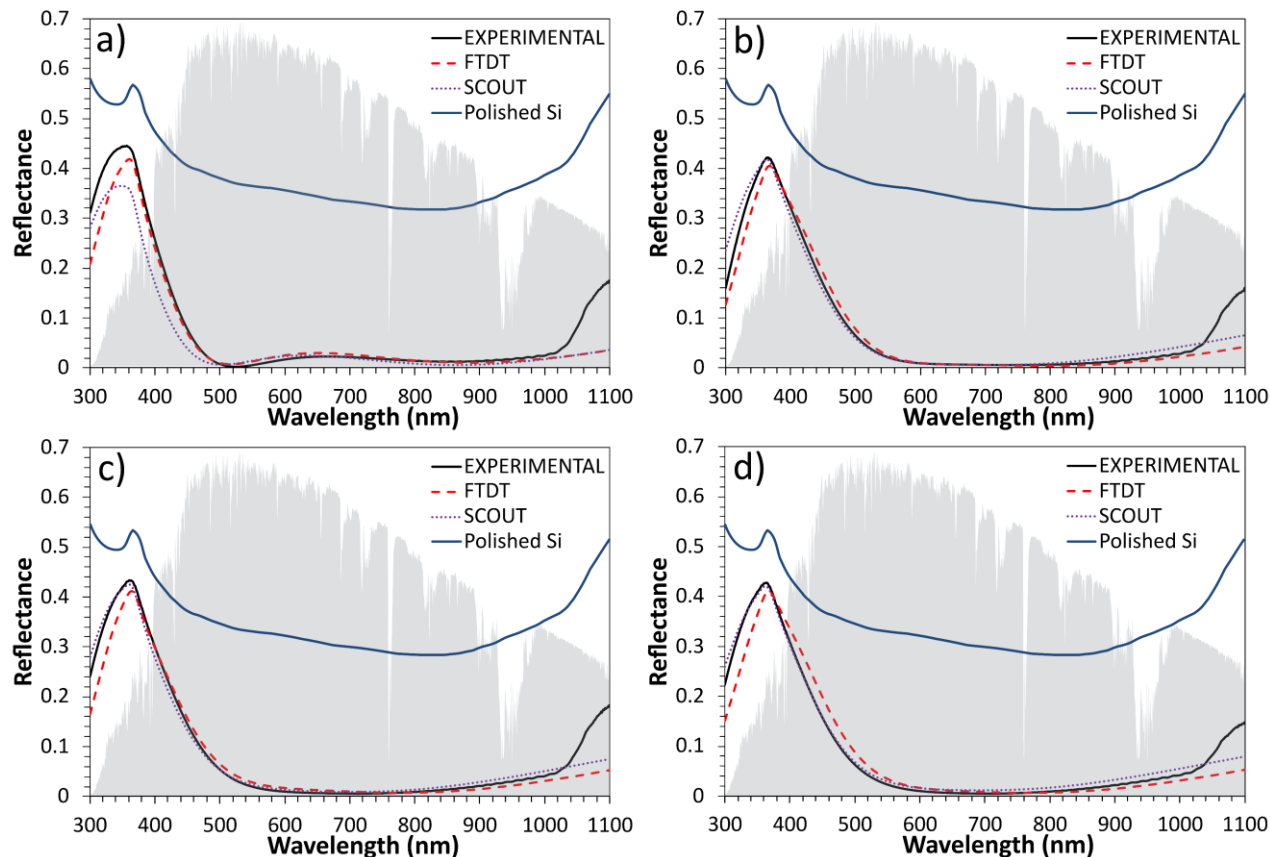 a)
EXPERIMENTAL
FTDT
SCOUT
Polished Si
Reflectance
0.7
0.6
0.5
0.4
0.3
0.2
0.1
0
300 400 500 600 700 800 900 1000 1100
Wavelength (nm)
b)
EXPERIMENTAL
FTDT
SCOUT
Polished Si
Reflectance
0.7
0.6
0.5
0.4
0.3
0.2
0.1
0
300 400 500 600 700 800 900 1000 1100
Wavelength (nm)
c)
EXPERIMENTAL
FTDT
SCOUT
Polished Si
Reflectance
0.7
0.6
0.5
0.4
0.3
0.2
0.1
0
300 400 500 600 700 800 900 1000 1100
Wavelength (nm)
d)
EXPERIMENTAL
FTDT
SCOUT
Polished Si
Reflectance
0.7
0.6
0.5
0.4
0.3
0.2
0.1
0
300 400 500 600 700 800 900 1000 1100
Wavelength (nm)